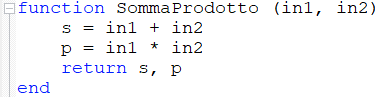 function SommaProdotto (in1, in2)
    s = in1 + in2
    p = in1 * in2
    return s, p
end